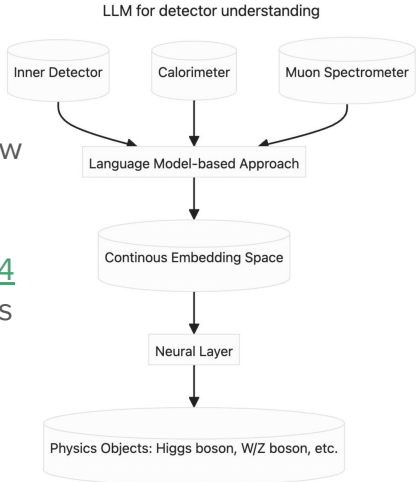 LLM for detector understanding
Inner Detector
Calorimeter
Muon Spectrometer
w
Language Model-based Approach
4
Continous Embedding Space
s
Neural Layer
Physics Objects: Higgs boson, W/Z boson, etc.